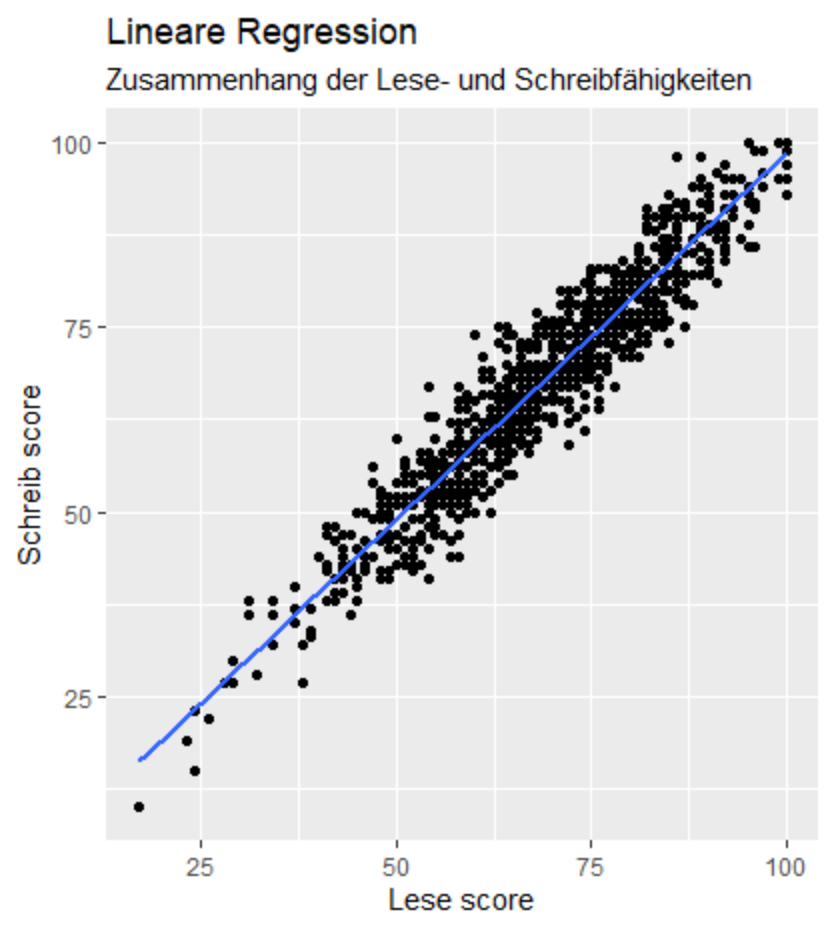 Lineare Regression
Zusammenhang der Lese- und Schreibfähigkeiten
100
75
50
25
Schreib score
25 50 75 100
Lese score